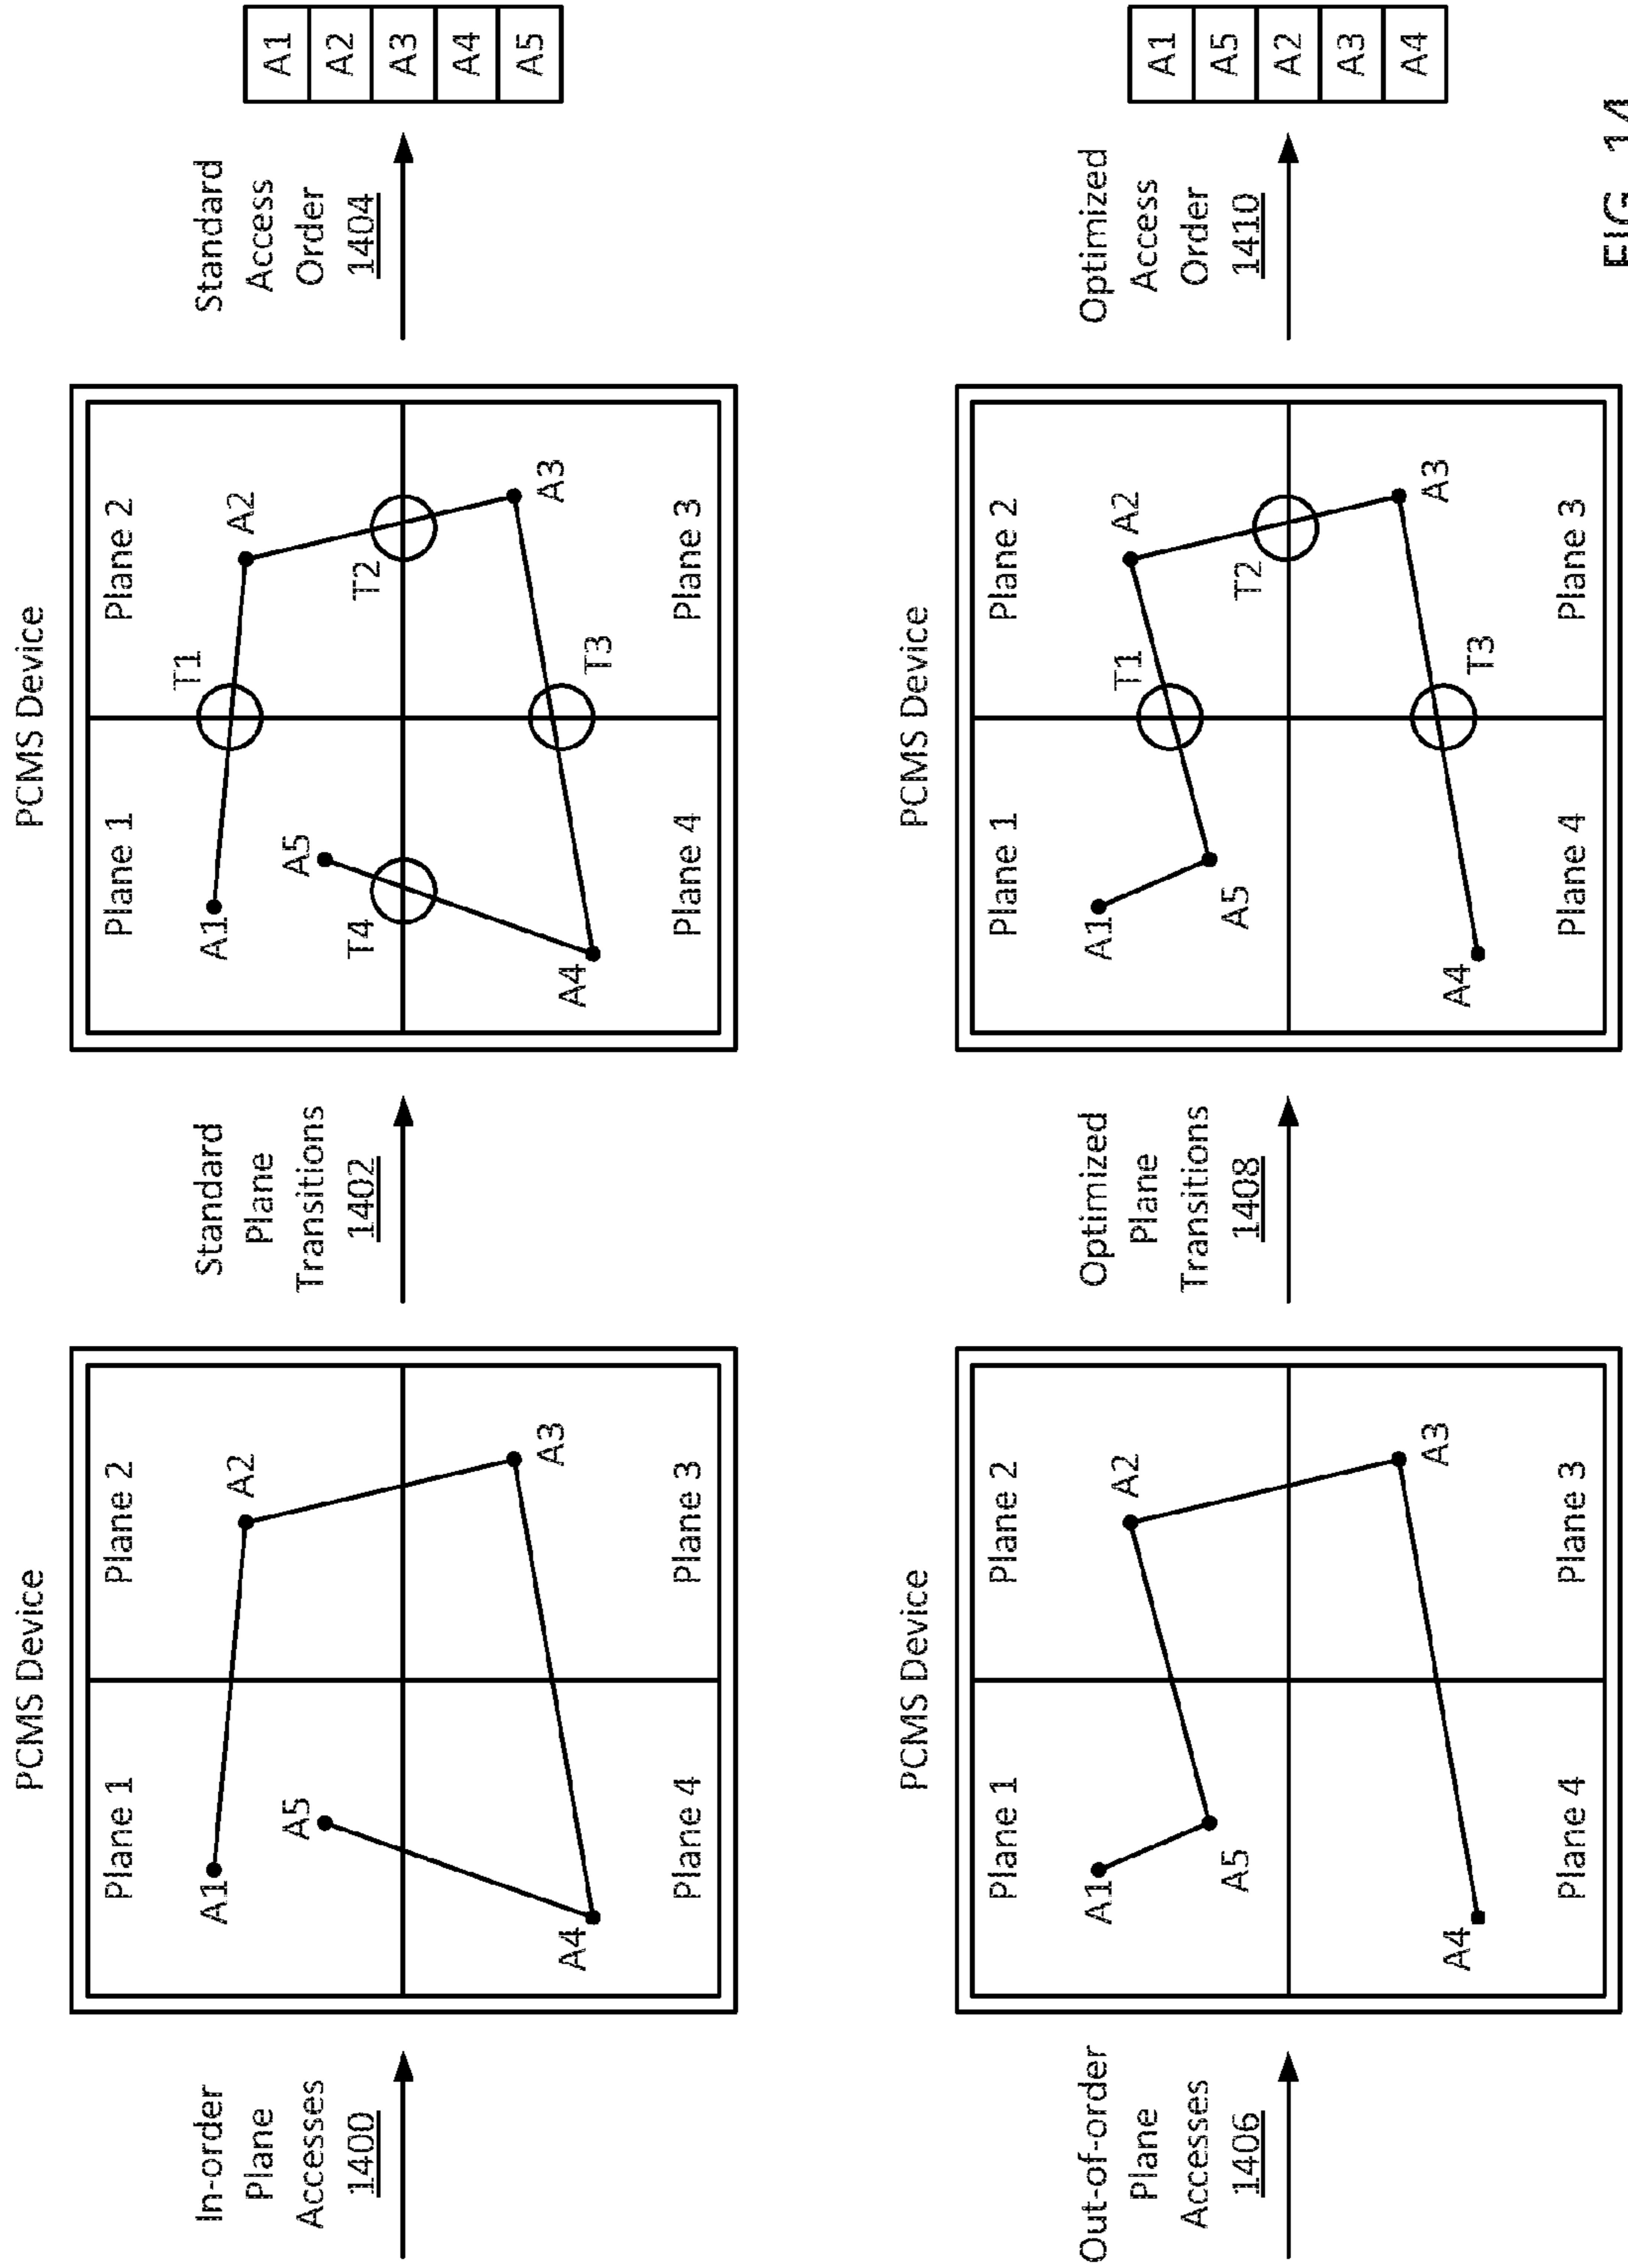 In-order
Plane
Accesses
1400
PCMS Device
Plane 1
Plane 2
A1
A2
A5
A3
A4
Plane 4
Plane 3
Standard
Plane
Transitions
1402
PCMS Device
Plane 1
Plane 2
T1
A1
A2
A5
T4
T2
A3
A4
T3
Plane 4
Plane 3
Standard
Access
Order
1404
A1
A2
A3
A4
A5
Out-of-order
Plane
Accesses
1406
PCMS Device
Plane 1
Plane 2
A1
A2
A5
A3
A4
Plane 4
Plane 3
Optimized
Plane
Transitions
1408
PCMS Device
Plane 1
Plane 2
A1
T1
A2
A5
T2
A3
A4
T3
Plane 4
Plane 3
Optimized
Access
Order
1410
A1
A5
A2
A3
A4
FIG. 14